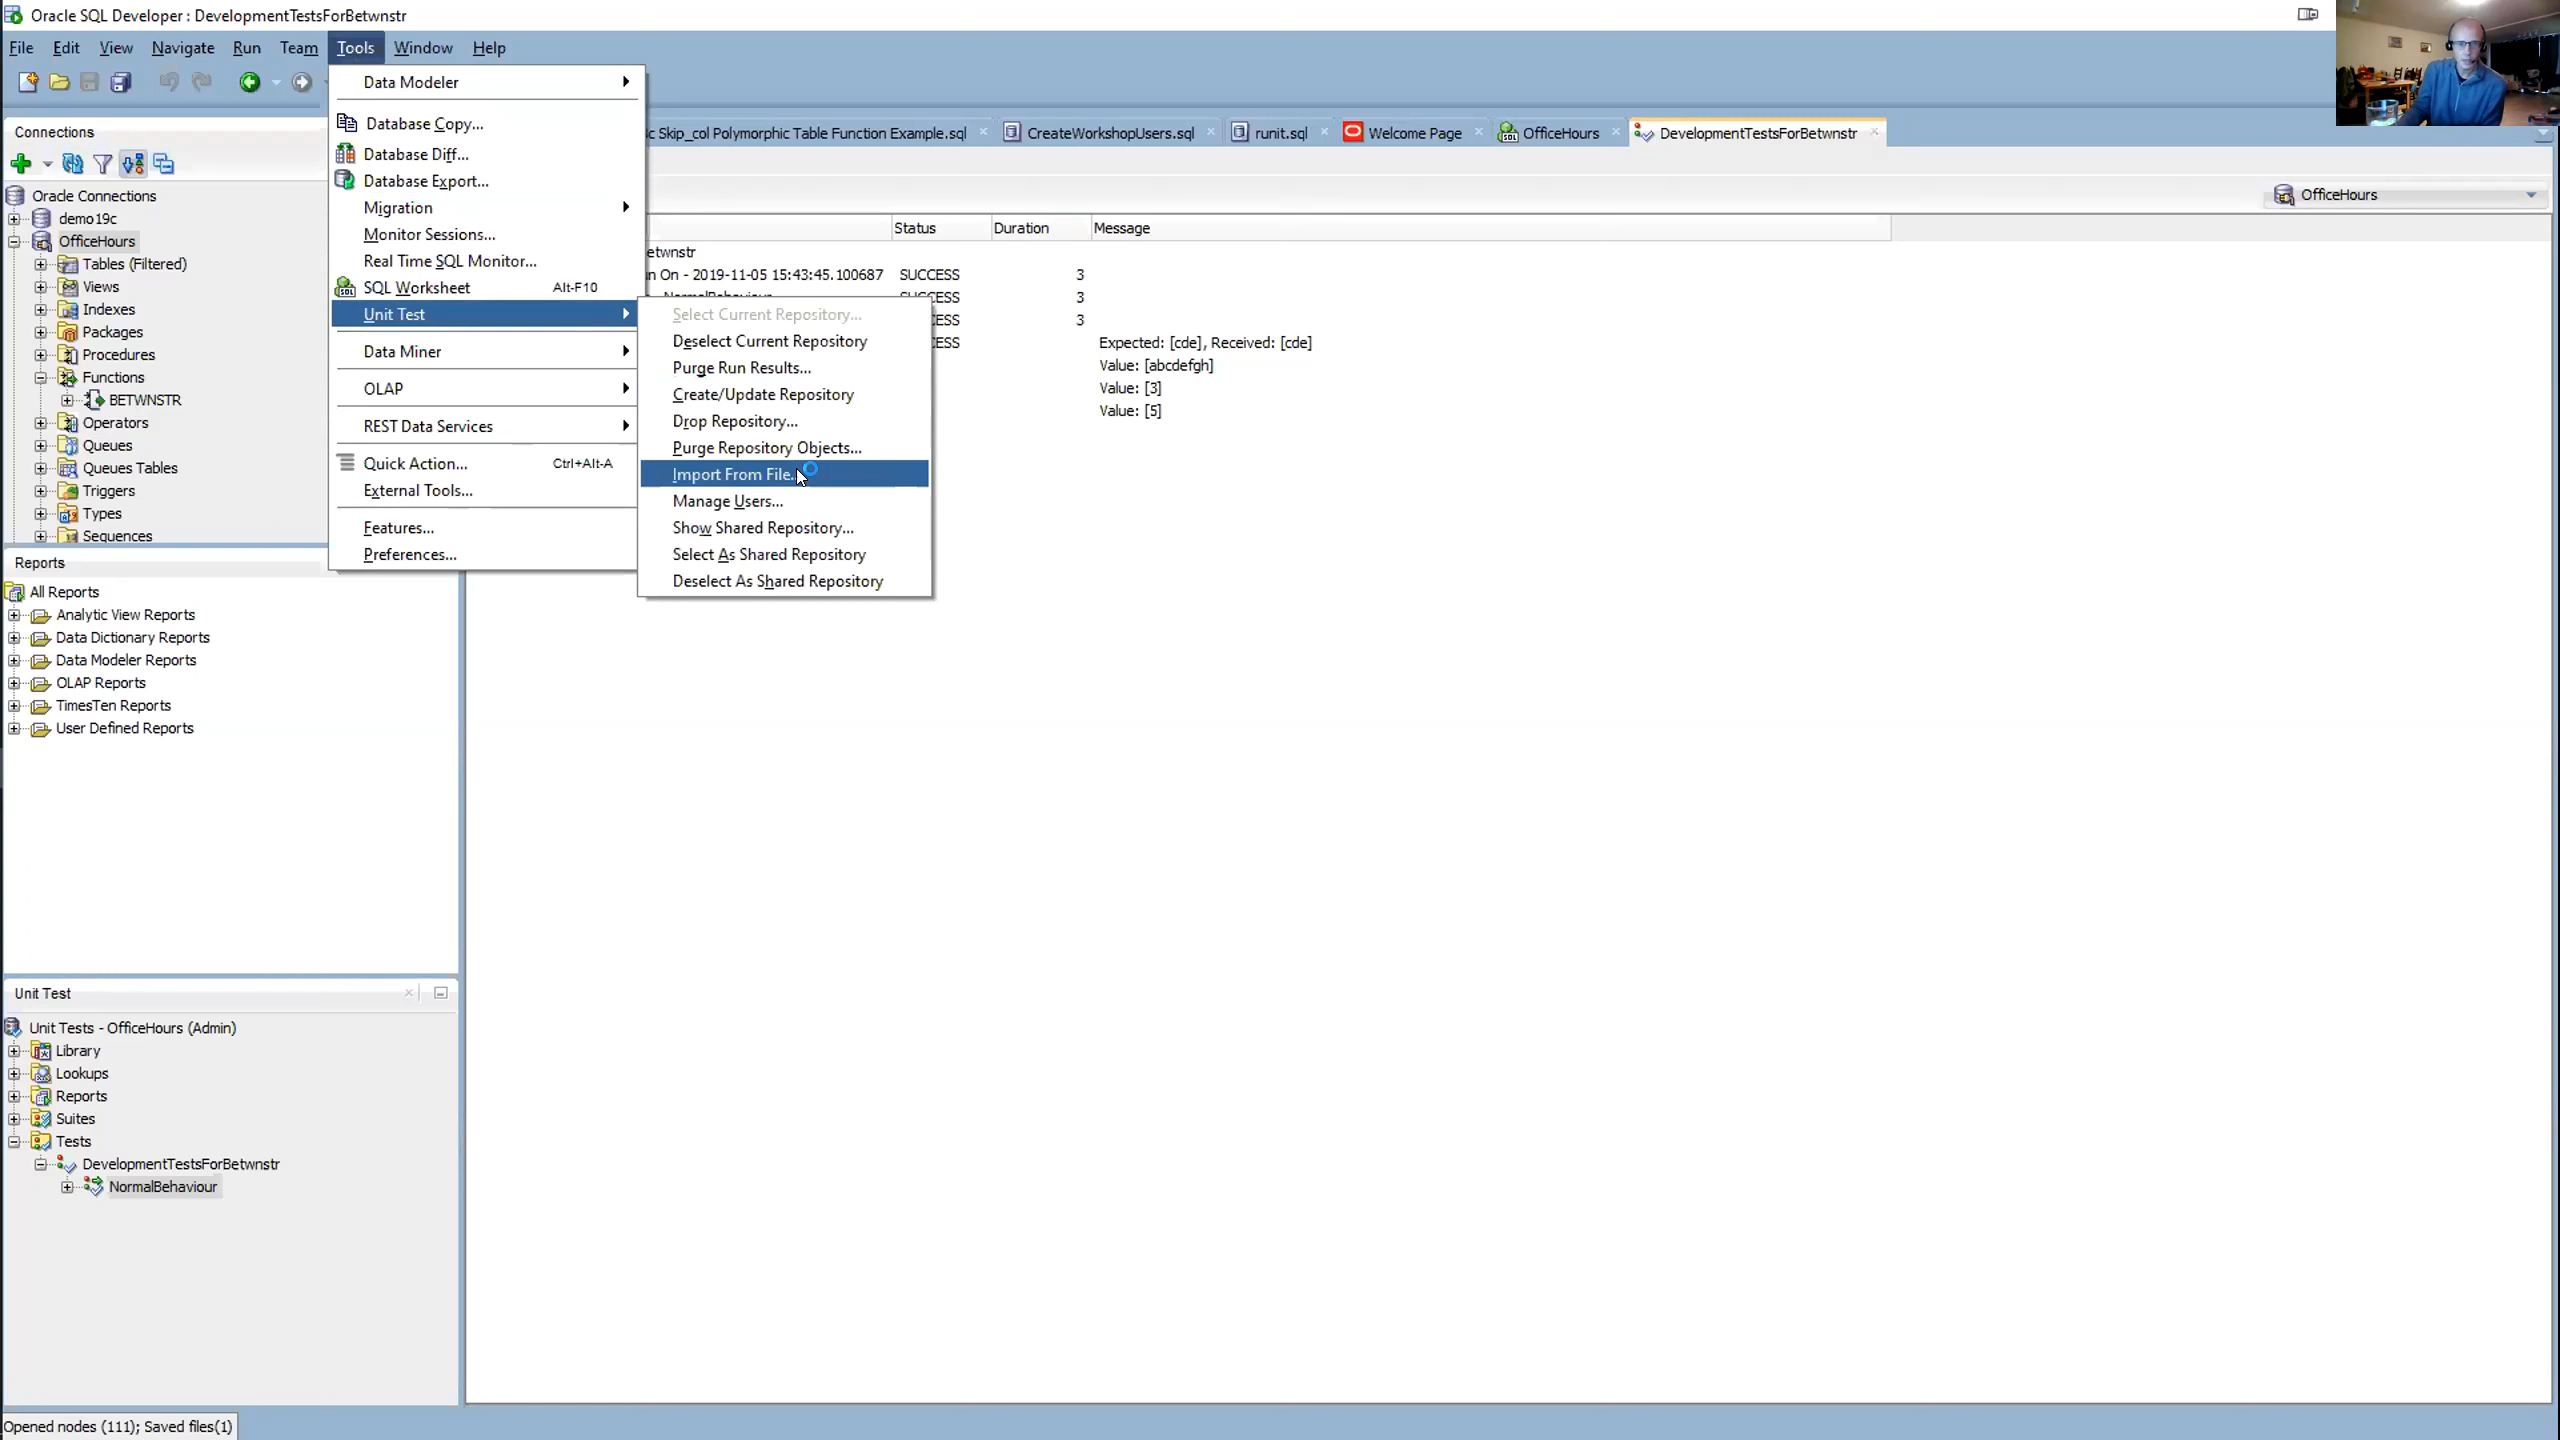 Oracle SQL Developer : DevelopmentTestsForBetwnstr
File Edit View Navigate Run Team Tools Window Help
Connections
Oracle Connections
demo19c
OfficeHours
Tables (Filtered)
Views
Indexes
Packages
Procedures
Functions
BETWNSTR
Operators
Queues
Queues Tables
Triggers
Types
Sequences
Reports
All Reports
Analytic View Reports
Data Dictionary Reports
Data Modeler Reports
OLAP Reports
TimesTen Reports
User Defined Reports
Unit Test
Unit Tests - OfficeHours (Admin)
Library
Lookups
Reports
Suites
Tests
DevelopmentTestsForBetwnstr
NormalBehaviour
Opened nodes (111); Saved files(1)
Data Modeler
Database Copy...
Database Diff...
Database Export...
Migration
Monitor Sessions...
Real Time SQL Monitor...
SQL Worksheet Alt-F10
Unit Test
Data Miner
OLAP
REST Data Services
Quick Action... Ctrl+Alt-A
External Tools...
Features...
Preferences...
Select Current Repository...
Deselect Current Repository
Purge Run Results...
Create/Update Repository
Drop Repository...
Purge Repository Objects...
Import From File...
Manage Users...
Show Shared Repository...
Select As Shared Repository
Deselect As Shared Repository
Skip_col Polymorphic Table Function Example.sql CreateWorkshopUsers.sql runit.sql Welcome Page OfficeHours DevelopmentTestsForBetwnstr
OfficeHours
Status Duration Message
etwnstr
n On - 2019-11-05 15:43:45.100687 SUCCESS 3
SUCCESS 3
CESS 3
CESS Expected: [cde], Received: [cde]
Value: [abcdefgh]
Value: [3]
Value: [5]